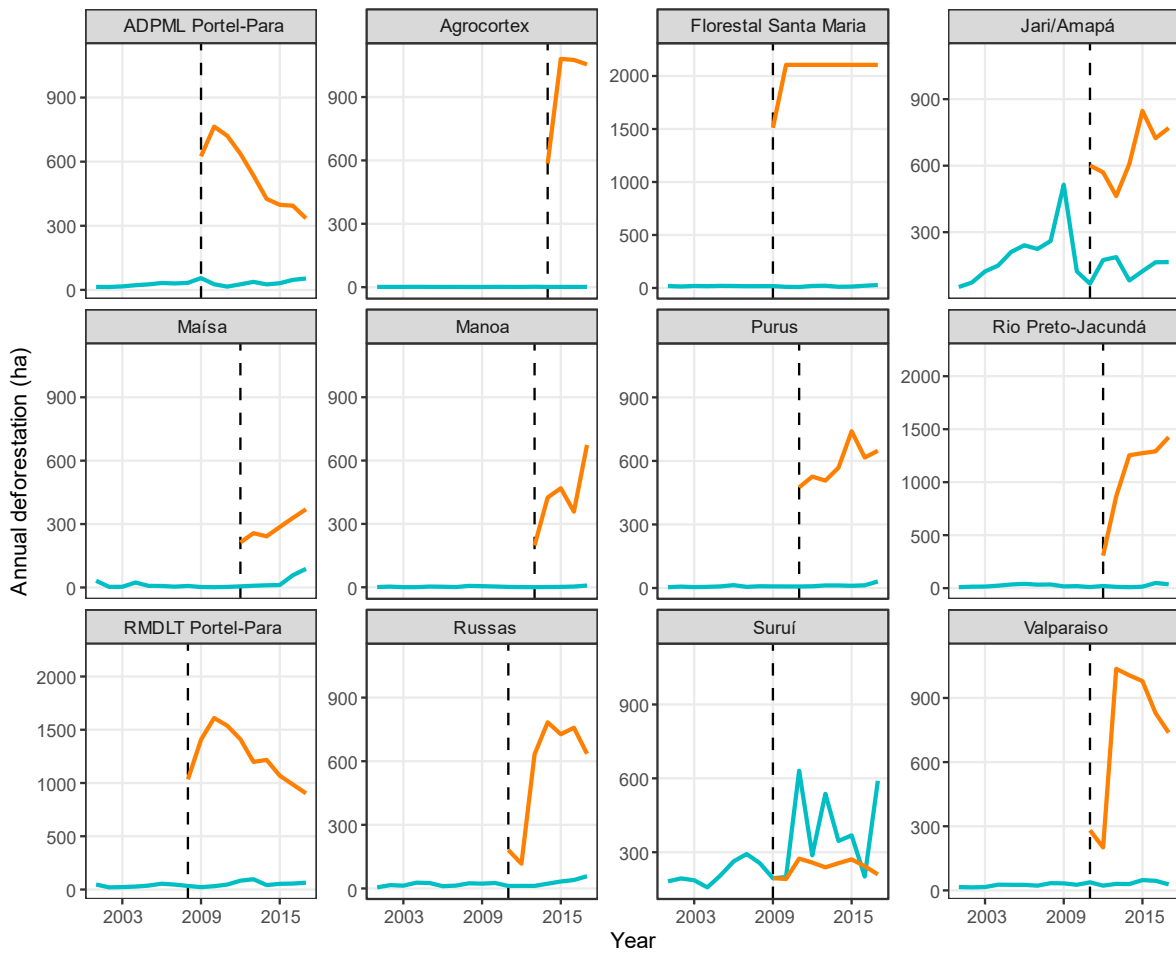 ADPML Portel-Para
Agrocortex
Florestal Santa Maria
Jari/Amapá
900
600
300
0
900
600
300
0
2000
1500
1000
500
0
900
600
300
Maísa
Manoa
Purus
Rio Preto-Jacundá
900
600
300
0
900
600
300
0
900
600
300
0
2000
1500
1000
500
0
RMDLT Portel-Para
Russas
Suruí
Valparaiso
2000
1500
1000
500
0
900
600
300
0
900
600
300
900
600
300
0
2003 2009 2015
2003 2009 2015
2003 2009 2015
2003 2009 2015
Year
Annual deforestation (ha)